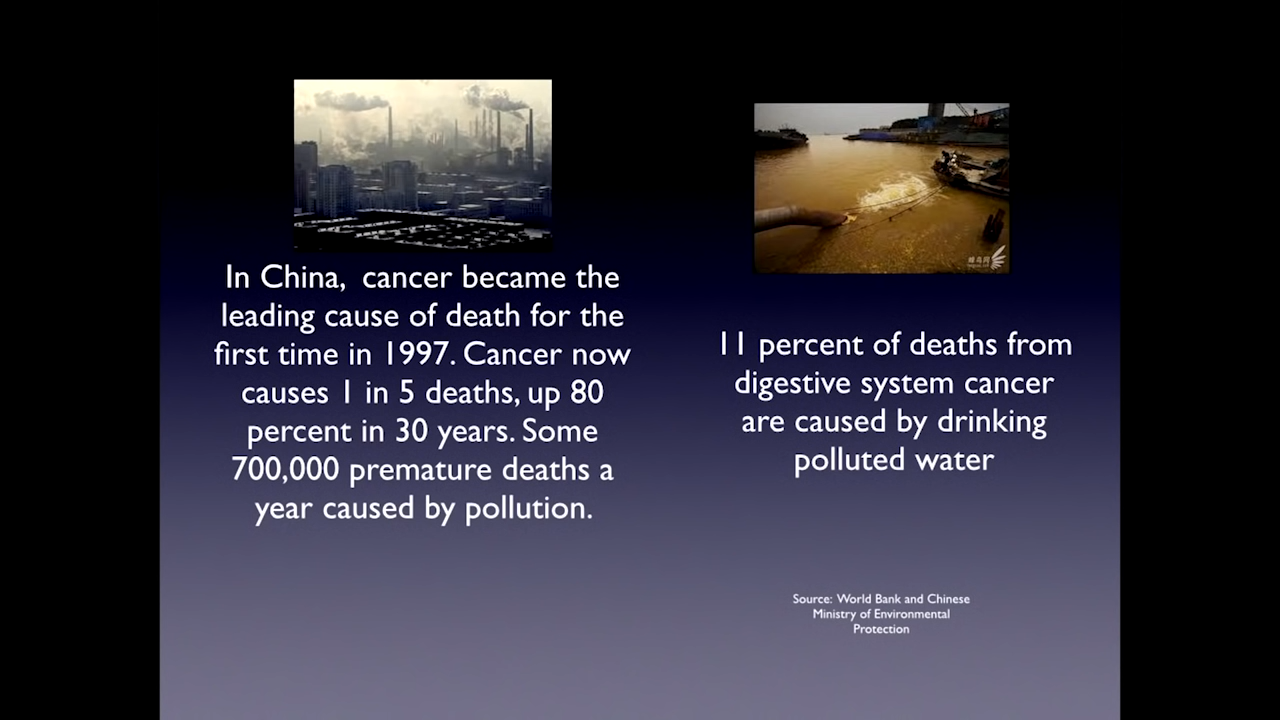 In China, cancer became the
leading cause of death for the
first time in 1997. Cancer now
causes 1 in 5 deaths, up 80
percent in 30 years. Some
700,000 premature deaths a
year caused by pollution.
11 percent of deaths from
digestive system cancer
are caused by drinking
polluted water
Source: World Bank and Chinese
Ministry of Environmental
Protection